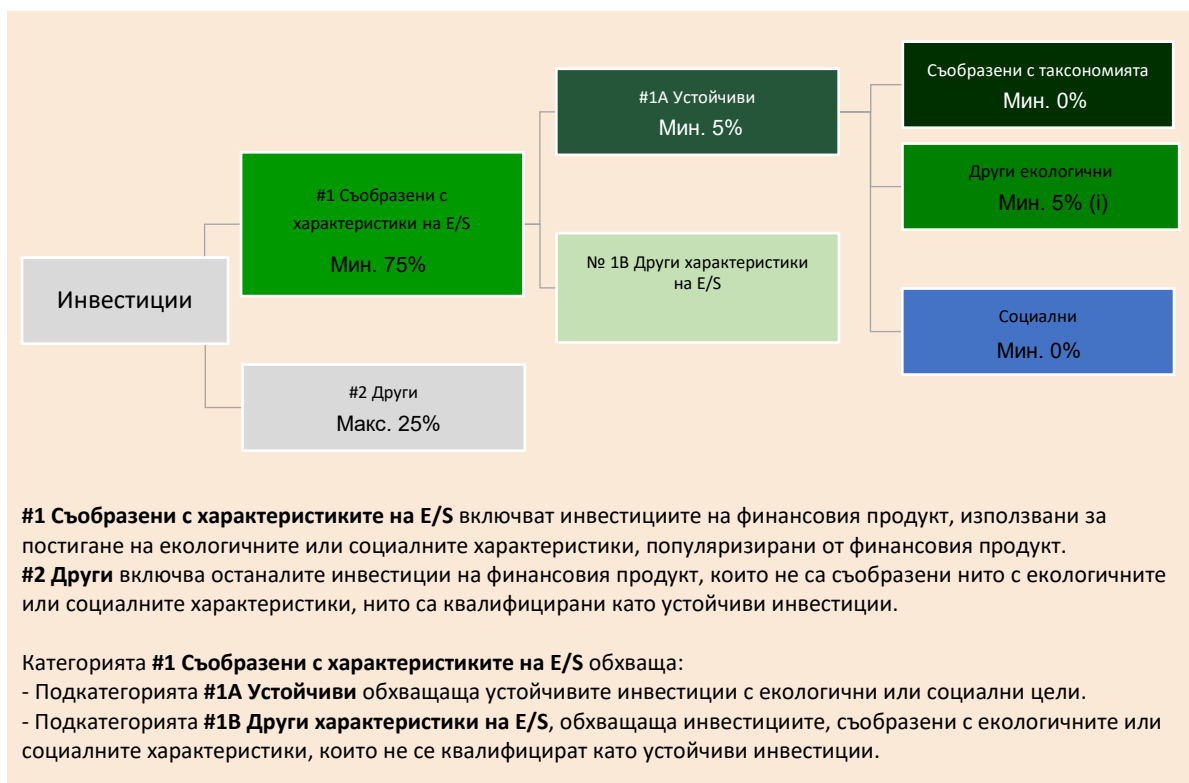 Инвестиции
#1 Съобразени с
характеристики на E/S
Мин. 75%
#2 Други
Макс. 25%
#1A Устойчиви
Мин. 5%
№ 1B Други характеристики
на E/S
Съобразени с таксономията
Мин. 0%
Други екологични
Мин. 5% (i)
Социални
Мин. 0%
#1 Съобразени с характеристиките на E/S включват инвестициите на финансовия продукт, използвани за
постигане на екологичните или социалните характеристики, популяризирани от финансовия продукт.
#2 Други включва останалите инвестиции на финансовия продукт, които не са съобразени нито с екологичните
или социалните характеристики, нито са квалифицирани като устойчиви инвестиции.
Категорията #1 Съобразени с характеристиките на E/S обхваща:
- Подкатегорията #1A Устойчиви обхващаща устойчивите инвестиции с екологични или социални цели.
- Подкатегорията #1B Други характеристики на E/S, обхващаща инвестициите, съобразени с екологичните или
социалните характеристики, които не се квалифицират като устойчиви инвестиции.